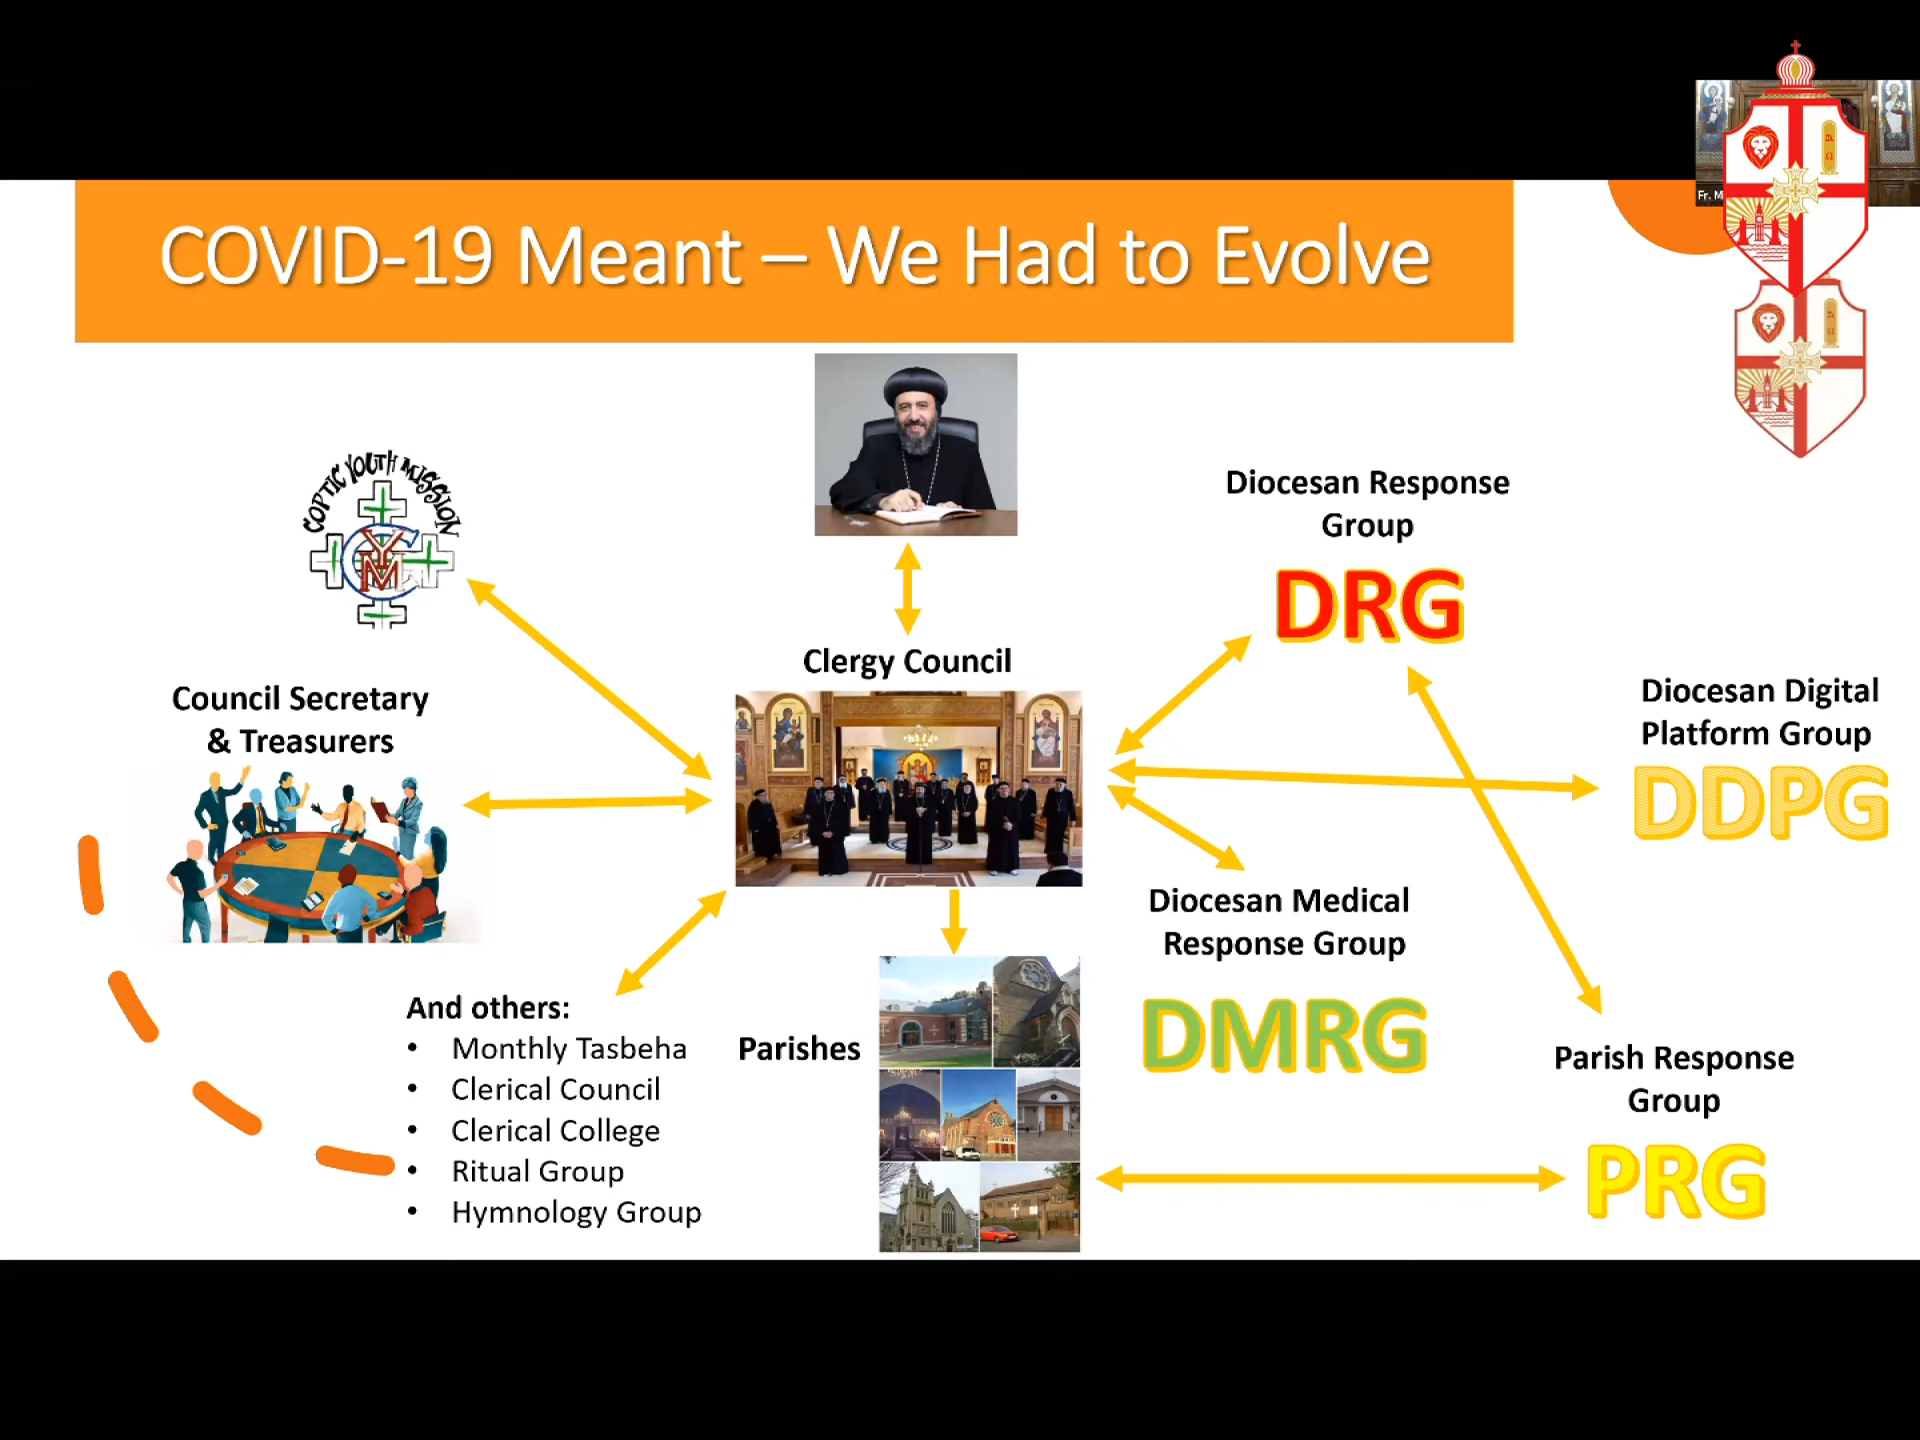 Fr. M
COVID-19 Meant – We Had to Evolve
COPTIC YOUTH MISSION
CYM
Diocesan Response
Group
DRG
Clergy Council
Council Secretary
& Treasurers
Diocesan Digital
Platform Group
DDPG
Diocesan Medical
Response Group
DMRG
And others:
• Monthly Tasbeha
• Clerical Council
• Clerical College
• Ritual Group
• Hymnology Group
Parishes
Parish Response
Group
PRG